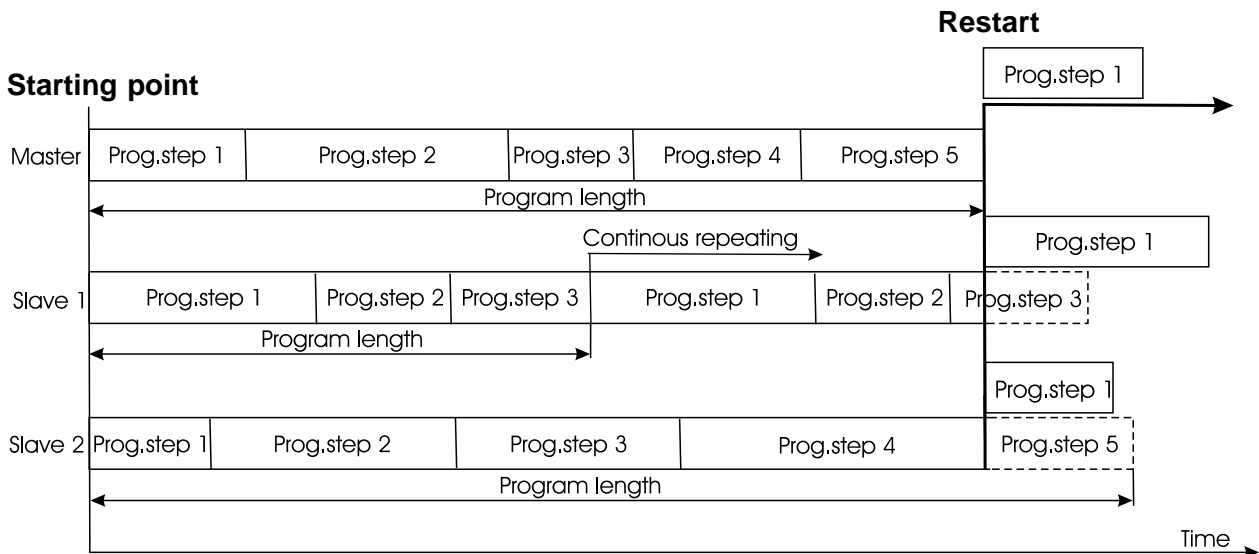 Restart
Prog.step 1
Starting point
Master Prog.step 1 Prog.step 2 Prog.step 3 Prog.step 4 Prog.step 5
Program length
Continous repeating
Prog.step 1
Slave 1 Prog.step 1 Prog.step 2 Prog.step 3 Prog.step 1 Prog.step 2 Prog.step 3
Program length
Prog.step 1
Slave 2 Prog.step 1 Prog.step 2 Prog.step 3 Prog.step 4 Prog.step 5
Program length
Time